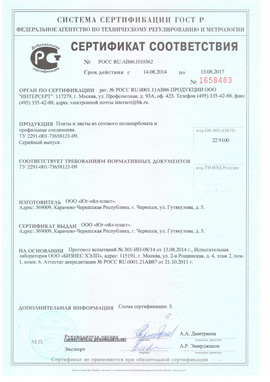 СИСТЕМА СЕРТИФИКАЦИИ ГОСТ Р
ФЕДЕРАЛЬНОЕ АГЕНТСТВО ПО ТЕХНИЧЕСКОМУ РЕГУЛИРОВАНИЮ И МЕТРОЛОГИИ
СЕРТИФИКАТ СООТВЕТСТВИЯ
№ РОСС RU.АВ86.Н10362
Срок действия с 14.08.2014 по 13.08.2017
№ 1658483
ОРГАН ПО СЕРТИФИКАЦИИ рег. № РОСС RU.0001.11АВ86 ПРОДУКЦИИ ООО
"ИНТЕРСЕРТ". 117279, г. Москва, ул. Профсоюзная, д. 93А, оф. 423. Телефон (495) 335-42-88, факс
(495) 335-42-88, адрес электронной почты intercert@bk.ru.
ПРОДУКЦИЯ Плиты и листы из сотового поликарбоната и
профильные соединения.
ТУ 2291-001-73658121-09.
Серийный выпуск.
код ОК 005 (ОКП):
22 9100
СООТВЕТСТВУЕТ ТРЕБОВАНИЯМ НОРМАТИВНЫХ ДОКУМЕНТОВ
ТУ 2291-001-73658121-09
код ТН ВЭД России:
ИЗГОТОВИТЕЛЬ ООО «Юг-ойл-пласт».
Адрес: 369009, Карачаево-Черкесская Республика, г. Черкесск, ул. Гутякулова, д. 5.
СЕРТИФИКАТ ВЫДАН ООО «Юг-ойл-пласт».
Адрес: 369009, Карачаево-Черкесская Республика, г. Черкесск, ул. Гутякулова, д. 5.
НА ОСНОВАНИИ Протокол испытаний № 301-ИП-08/14 от 13.08.2014 г., Испытательная
лаборатория ООО «БИЗНЕС ХЭЛП», адрес: 115191, г. Москва, ул. 2-я Рощинская, д. 4, этаж 2, пом.
1, комн. 6. Аттестат аккредитации № РОСС RU.0001.21АВ87 от 21.10.2011 г.
ДОПОЛНИТЕЛЬНАЯ ИНФОРМАЦИЯ Схема сертификации: 3.
М.П.
Руководитель органа
(заместитель руководителя)
А.А. Дмитриева
Эксперт
Сертификат не применяется при обязательной сертификации